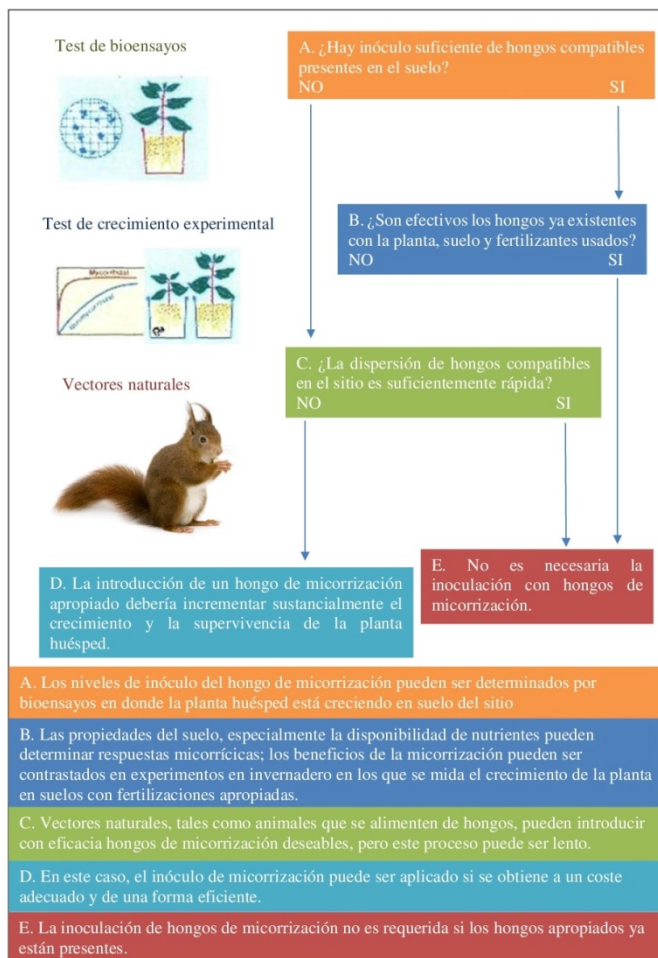 Test de bioensayos
A. ¿Hay inóculo suficiente de hongos compatibles
presentes en el suelo?
NO SI
Test de crecimiento experimental
B. ¿Son efectivos los hongos ya existentes
con la planta, suelo y fertilizantes usados?
NO SI
Mycorrhizal
Vectores naturales
C. ¿La dispersión de hongos compatibles
en el sitio es suficientemente rápida?
NO SI
D. La introducción de un hongo de micorrización
apropiado debería incrementar sustancialmente el
crecimiento y la supervivencia de la planta
huésped.
E. No es necesaria la
inoculación con hongos de
micorrización.
A. Los niveles de inóculo del hongo de micorrización pueden ser determinados por
bioensayos en donde la planta huésped está creciendo en suelo del sitio
B. Las propiedades del suelo, especialmente la disponibilidad de nutrientes pueden
determinar respuestas micorrícicas; los beneficios de la micorrización pueden ser
contrastados en experimentos en invernadero en los que se mida el crecimiento de la planta
en suelos con fertilizaciones apropiadas.
C. Vectores naturales, tales como animales que se alimenten de hongos, pueden introducir
con eficacia hongos de micorrización deseables, pero este proceso puede ser lento.
D. En este caso, el inóculo de micorrización puede ser aplicado si se obtiene a un coste
adecuado y de una forma eficiente.
E. La inoculación de hongos de micorrización no es requerida si los hongos apropiados ya
están presentes.